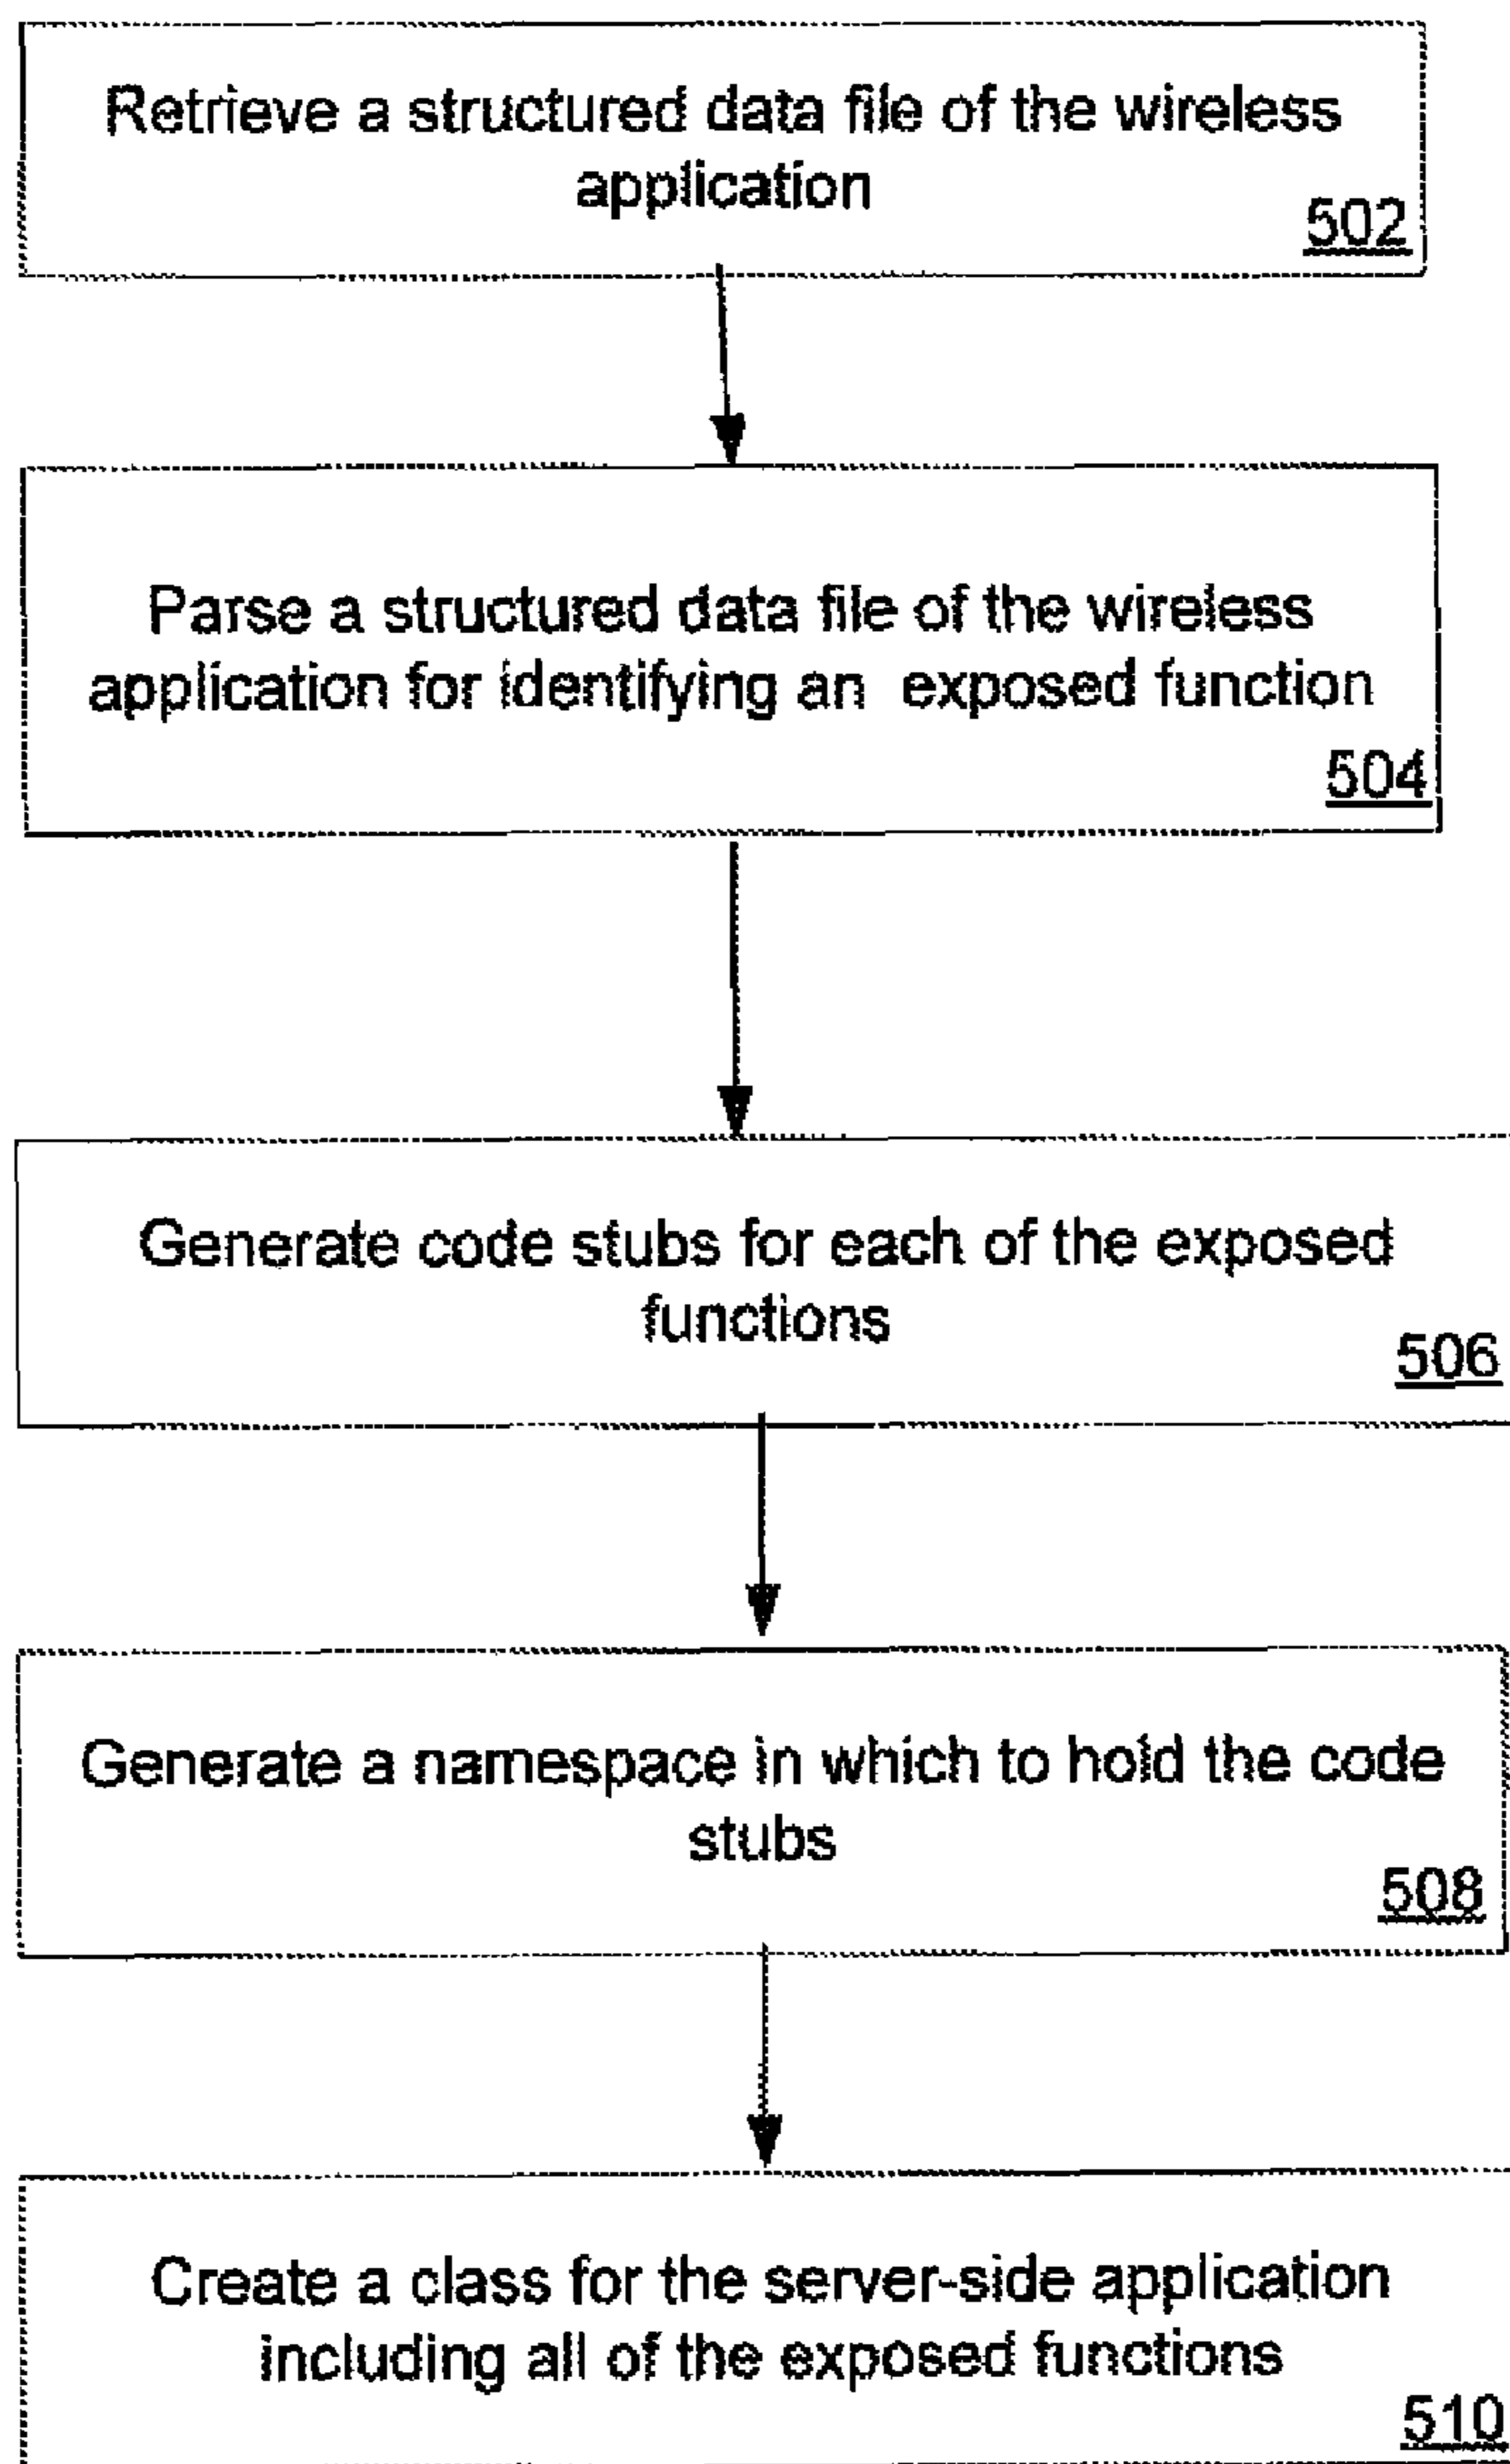 Retrieve a structured data file of the wireless
application
502
Parse a structured data file of the wireless
application for identifying an exposed function
504
Generate code stubs for each of the exposed
functions
506
Generate a namespace in which to hold the code
stubs
508
Create a class for the server-side application
including all of the exposed functions
510